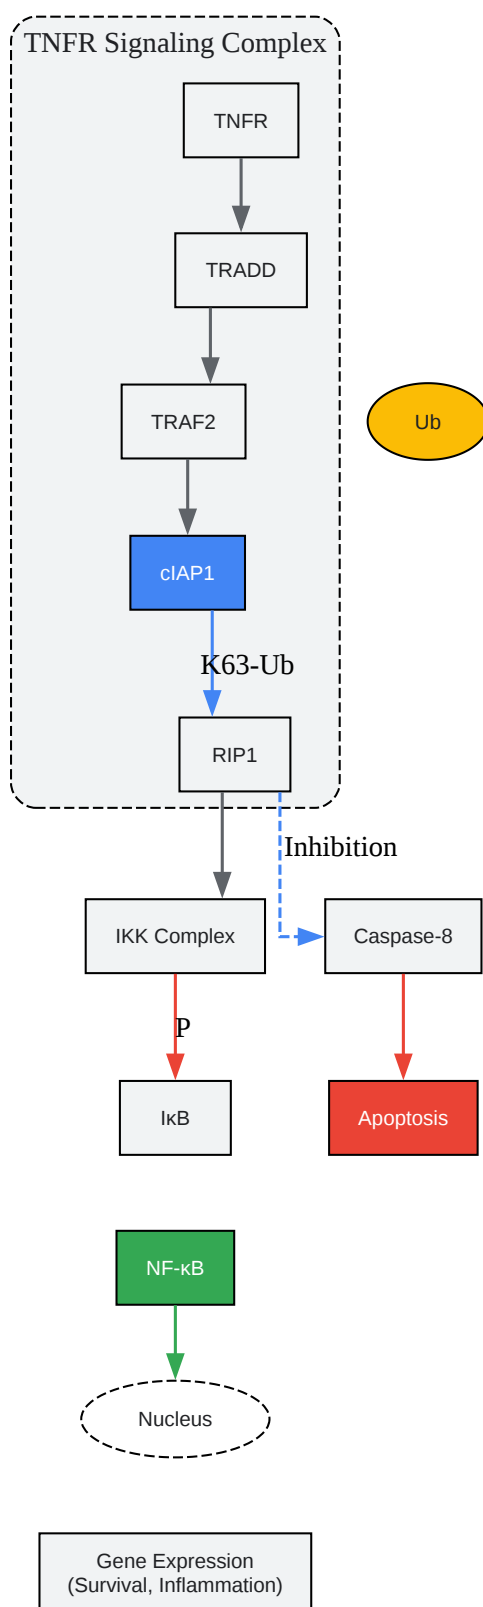 TNFR Signaling Complex
TNFR
TRADD
TRAF2
Ub
cIAP1
K63-Ub
RIP1
Inhibition
IKK Complex
Caspase-8
P
IκB
Apoptosis
NF-κB
Nucleus
Gene Expression
(Survival, Inflammation)